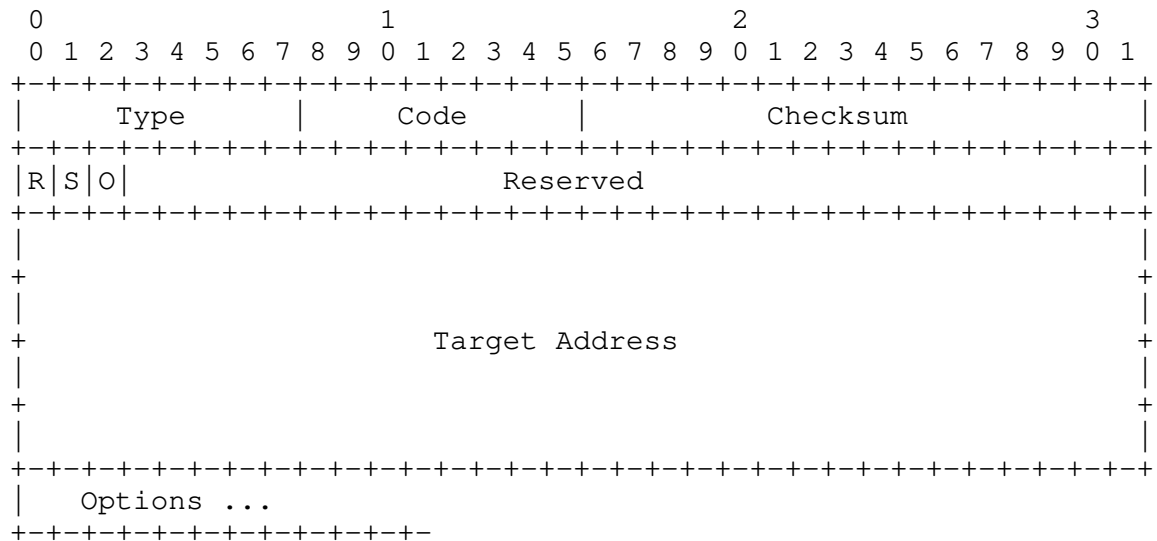 0                   1                   2                   3
 0 1 2 3 4 5 6 7 8 9 0 1 2 3 4 5 6 7 8 9 0 1 2 3 4 5 6 7 8 9 0 1
+-+-+-+-+-+-+-+-+-+-+-+-+-+-+-+-+-+-+-+-+-+-+-+-+-+-+-+-+-+-+-+-+
|     Type      |     Code      |          Checksum             |
+-+-+-+-+-+-+-+-+-+-+-+-+-+-+-+-+-+-+-+-+-+-+-+-+-+-+-+-+-+-+-+-+
|R|S|O|                     Reserved                            |
+-+-+-+-+-+-+-+-+-+-+-+-+-+-+-+-+-+-+-+-+-+-+-+-+-+-+-+-+-+-+-+-+
|                                                               |
+                                                               +
|                                                               |
+                       Target Address                          +
|                                                               |
+                                                               +
|                                                               |
+-+-+-+-+-+-+-+-+-+-+-+-+-+-+-+-+-+-+-+-+-+-+-+-+-+-+-+-+-+-+-+-+
|   Options ...
+-+-+-+-+-+-+-+-+-+-+-+-